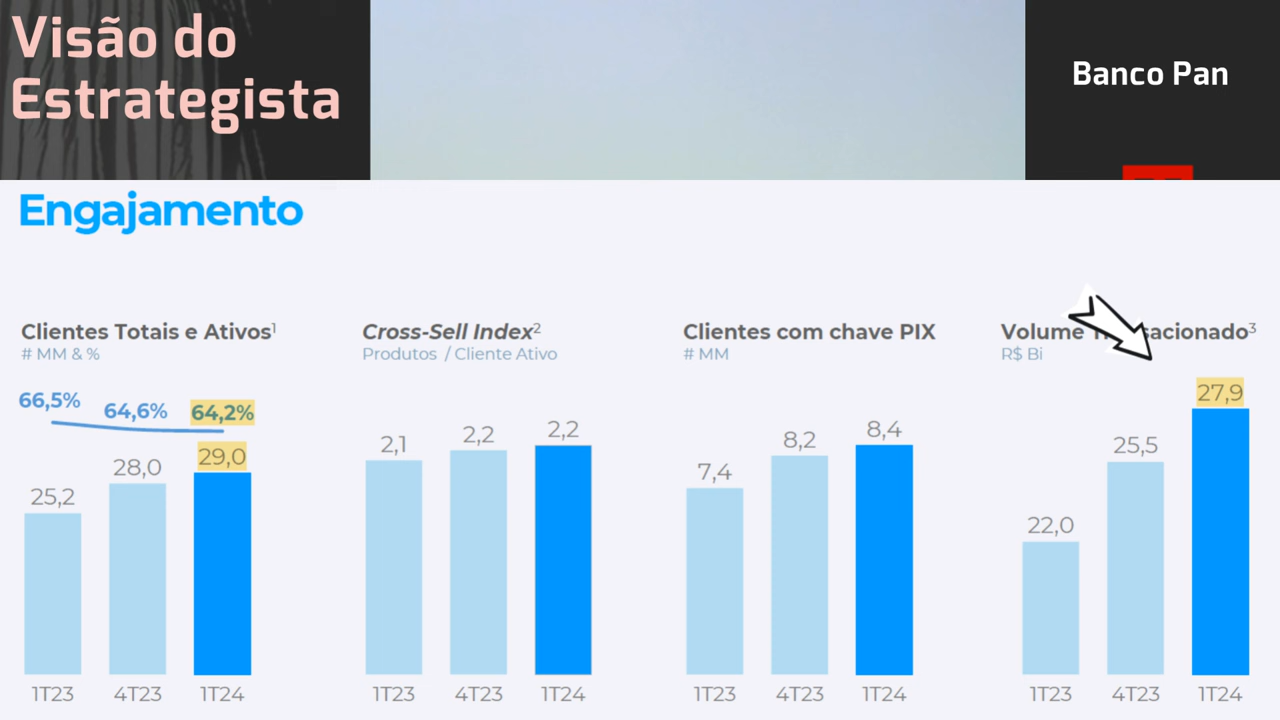 Visão do
Estrategista
Banco Pan
Engajamento
Clientes Totais e Ativos¹
# MM & %
66,5% 64,6% 64,2%
25,2 28,0 29,0
1T23 4T23 1T24
Cross-Sell Index²
Produtos / Cliente Ativo
2,1 2,2 2,2
1T23 4T23 1T24
Clientes com chave PIX
# MM
7,4 8,2 8,4
1T23 4T23 1T24
Volume sacionado³
R$ Bi
22,0 25,5 27,9
1T23 4T23 1T24